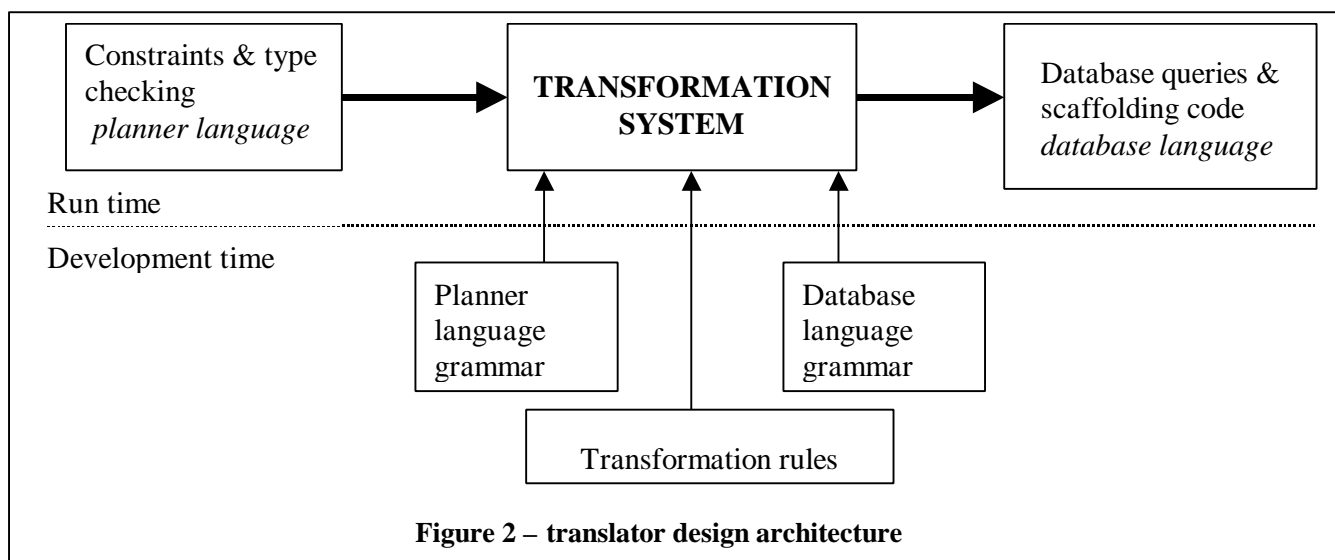 Constraints & type
checking
planner language
TRANSFORMATION
SYSTEM
Database queries &
scaffolding code
database language
Run time
Development time
Planner
language
grammar
Database
language
grammar
Transformation rules
Figure 2 – translator design architecture